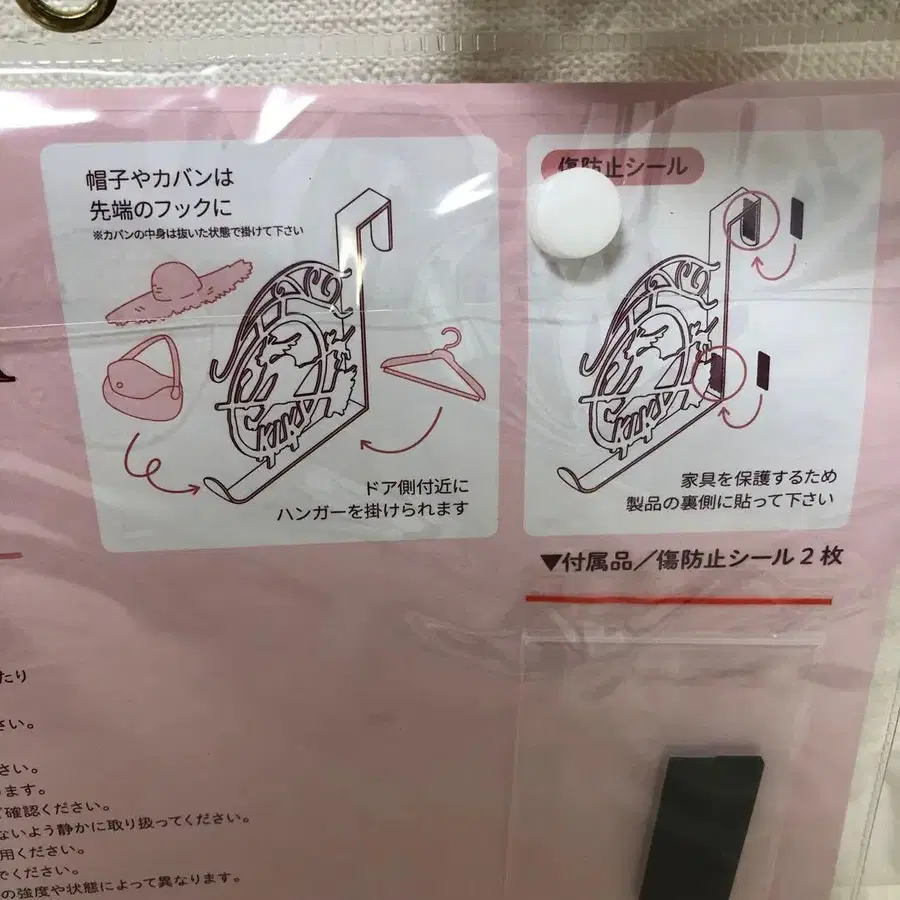 帽子やカバンは
先端のフックに
※カバンの中身は抜いた状態で掛けて下さい
KIKI
ドア側付近に
ハンガーを掛けられます
傷防止シール
KIKI
家具を保護するため
製品の裏側に貼って下さい
▼付属品／傷防止シール2枚
たり
さい。
さい。
ます。
ご確認ください。
ないよう静かに取り扱ってください。
用ください。
でください。
の強度や状態によって異なります。